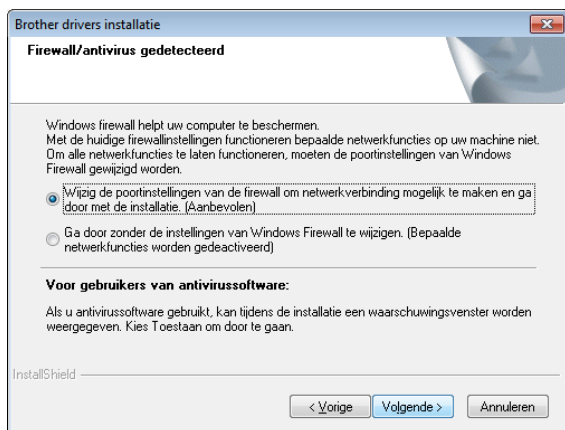 Brother drivers installatie
Firewall/antivirus gedetecteerd
Windows firewall helpt uw computer te beschermen.
Met de huidige firewallinstellingen functioneren bepaalde netwerkfuncties op uw machine niet.
Om alle netwerkfuncties te laten functioneren, moeten de poortinstellingen van Windows
Firewall gewijzigd worden.
Wijzig de poortinstellingen van de firewall om netwerkverbinding mogelijk te maken en ga
door met de installatie. (Aanbevolen)
Ga door zonder de instellingen van Windows Firewall te wijzigen. (Bepaalde
netwerkfuncties worden gedeactiveerd)
Voor gebruikers van antivirussoftware:
Als u antivirussoftware gebruikt, kan tijdens de installatie een waarschuwingsvenster worden
weergegeven. Kies Toestaan om door te gaan.
InstallShield
< Vorige Volgende > Annuleren